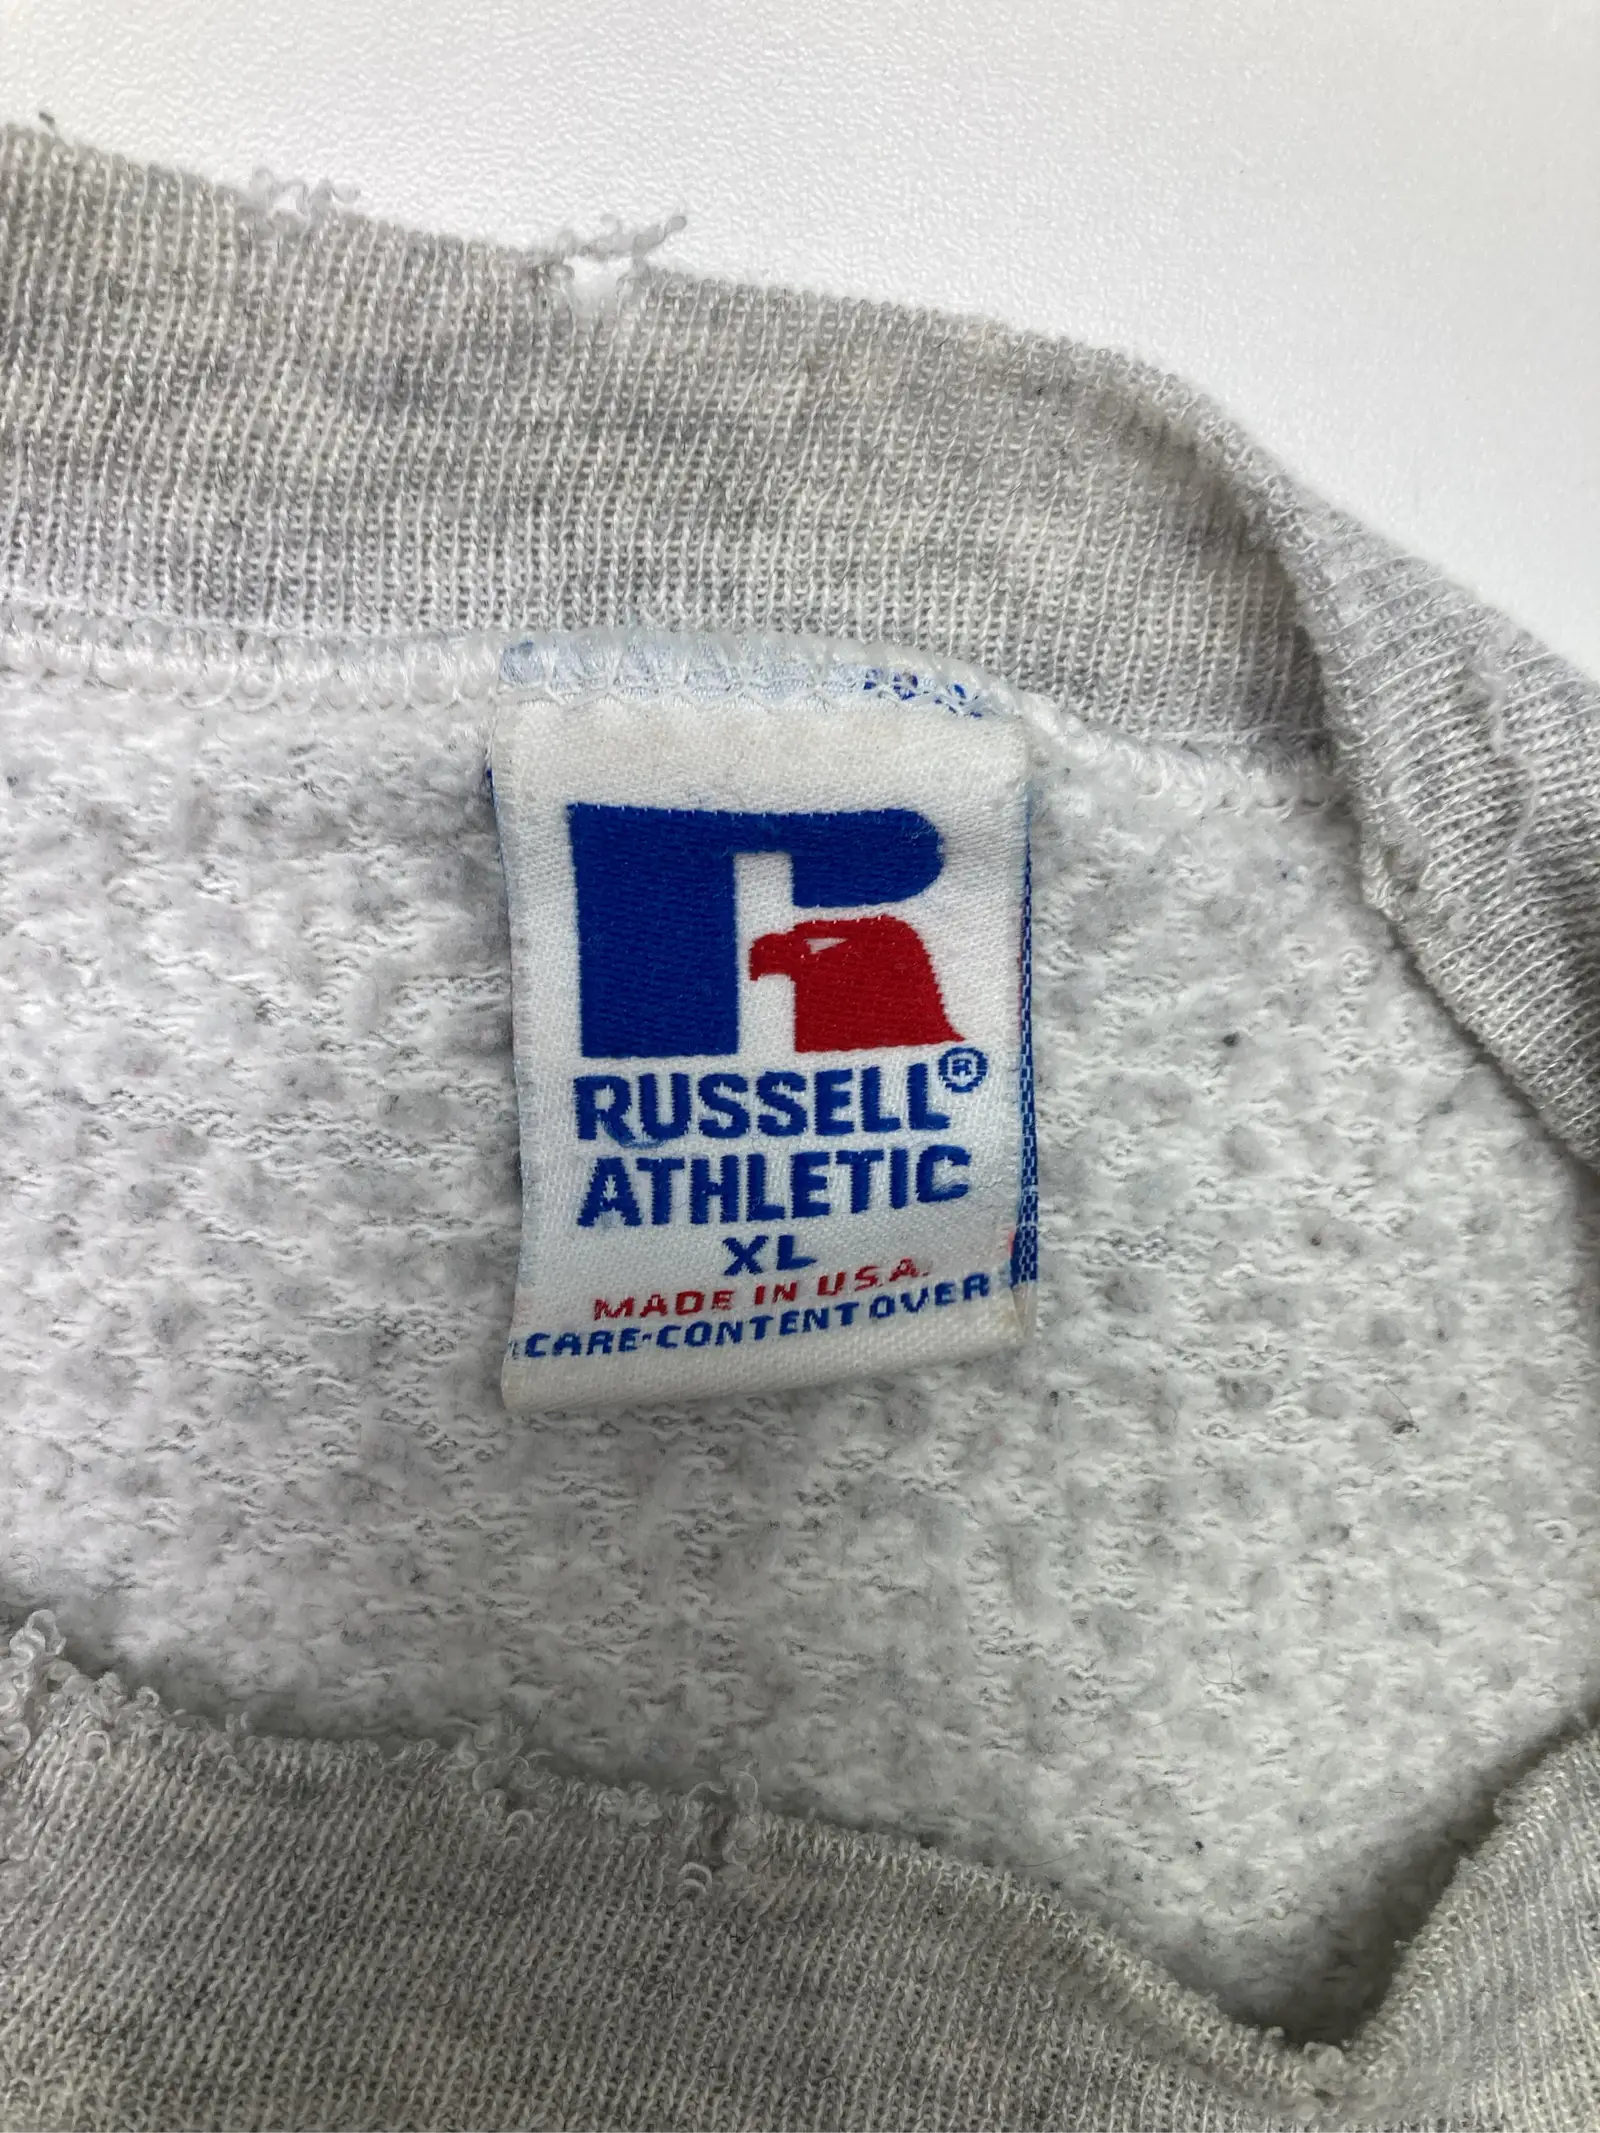 R
RUSSELL®
ATHLETIC
XL
MADE IN U.S.A.
CARE-CONTENT OVER